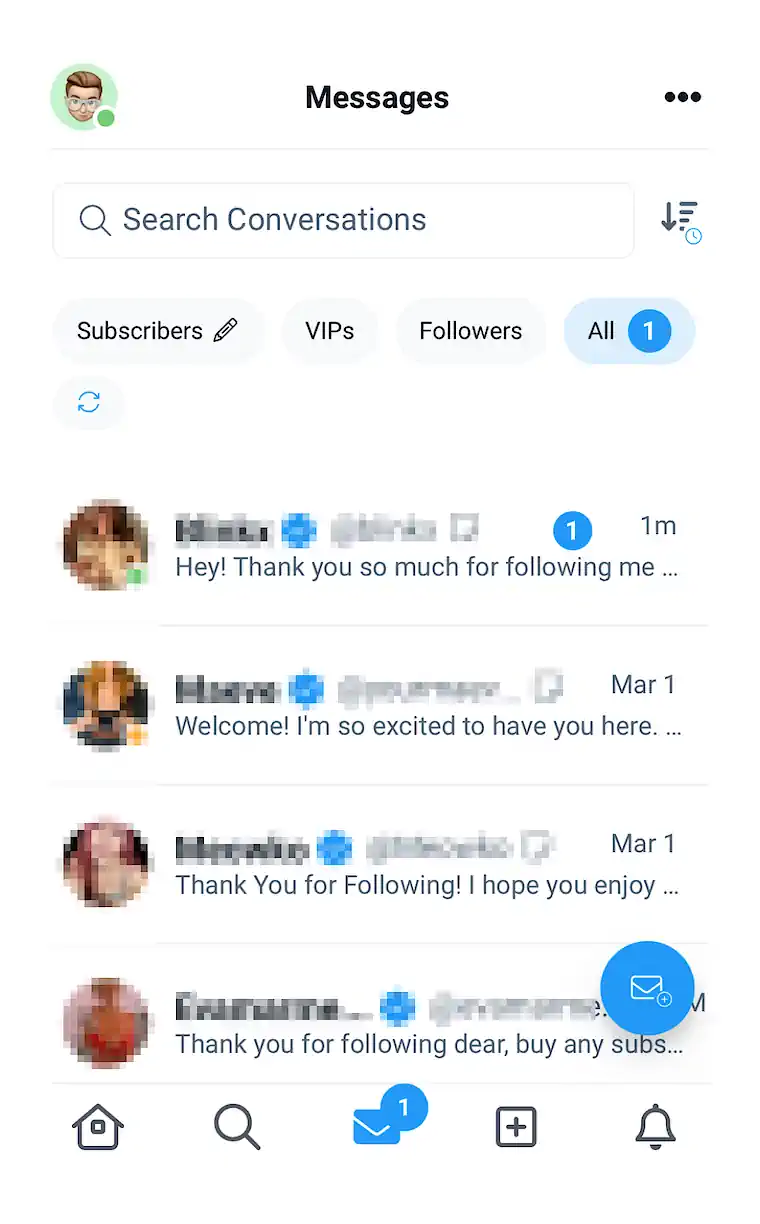 Messages
Search Conversations
Subscribers
VIPs
Followers
All 1
1 1m
Hey! Thank you so much for following me ...
Mar 1
Welcome! I'm so excited to have you here. ...
Mar 1
Thank You for Following! I hope you enjoy ...
Thank you for following dear, buy any subs...
1